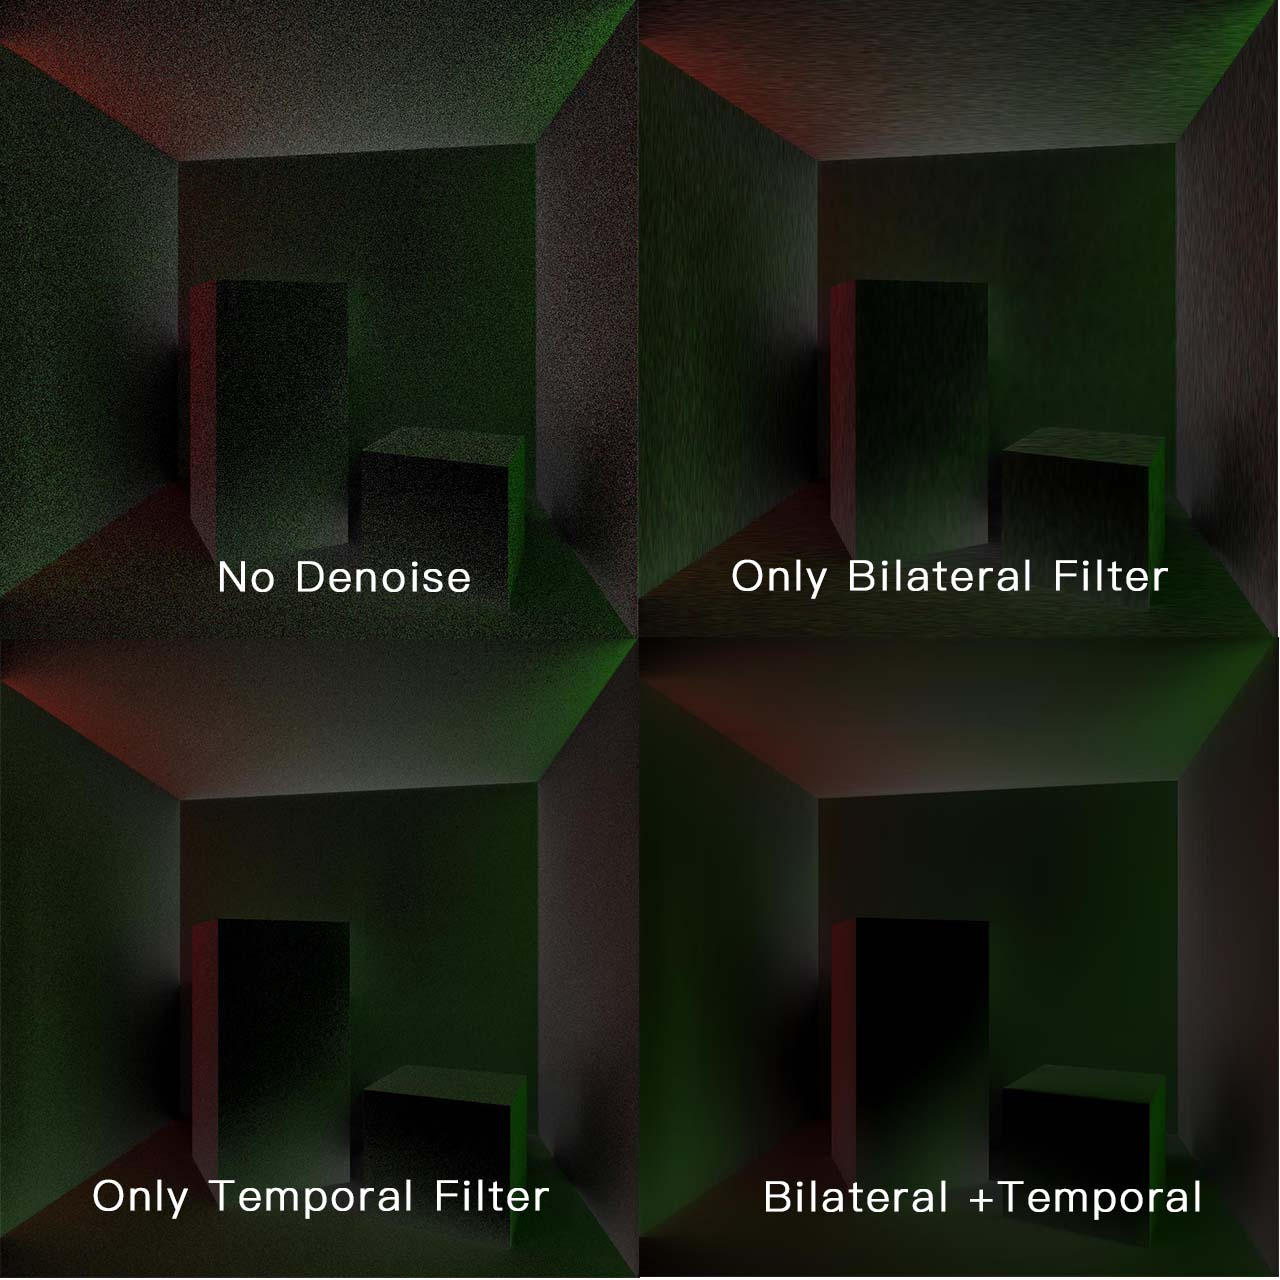 No Denoise
Only Bilateral Filter
Only Temporal Filter
Bilateral +Temporal